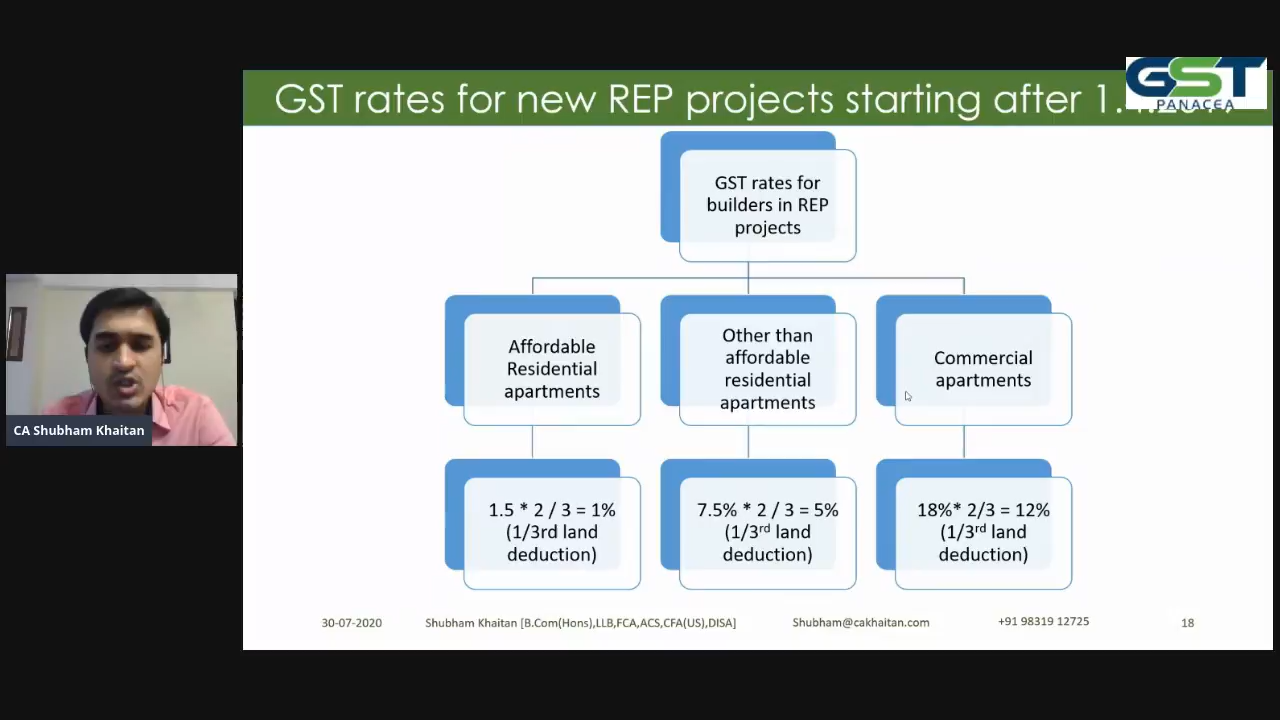 GST rates for new REP projects starting after 1.
GST
PANACEA
GST rates for
builders in REP
projects
Affordable
Residential
apartments
Other than
affordable
residential
apartments
Commercial
apartments
1.5 * 2 / 3 = 1%
(1/3rd land
deduction)
7.5% * 2 / 3 = 5%
(1/3rd land
deduction)
18%* 2/3 = 12%
(1/3rd land
deduction)
CA Shubham Khaitan
30-07-2020
Shubham Khaitan [B.Com(Hons),LLB,FCA,ACS,CFA(US),DISA]
Shubham@cakhaitan.com
+91 98319 12725
18